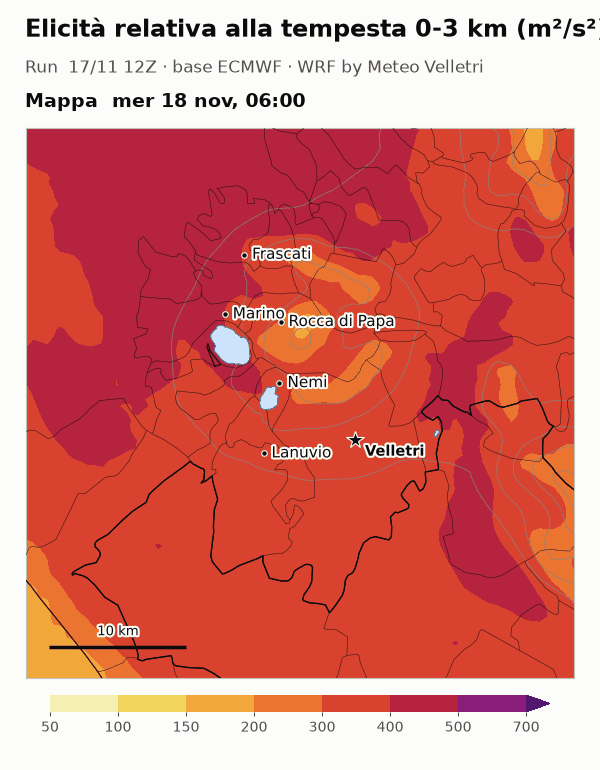 Elicità relativa alla tempesta 0-3 km (m²/s²)
Run  17/11 12Z · base ECMWF · WRF by Meteo Velletri
Mappa  mer 18 nov, 06:00
Frascati
Marino
Rocca di Papa
Nemi
Velletri
Lanuvio
10 km
50 100 150 200 300 400 500 700